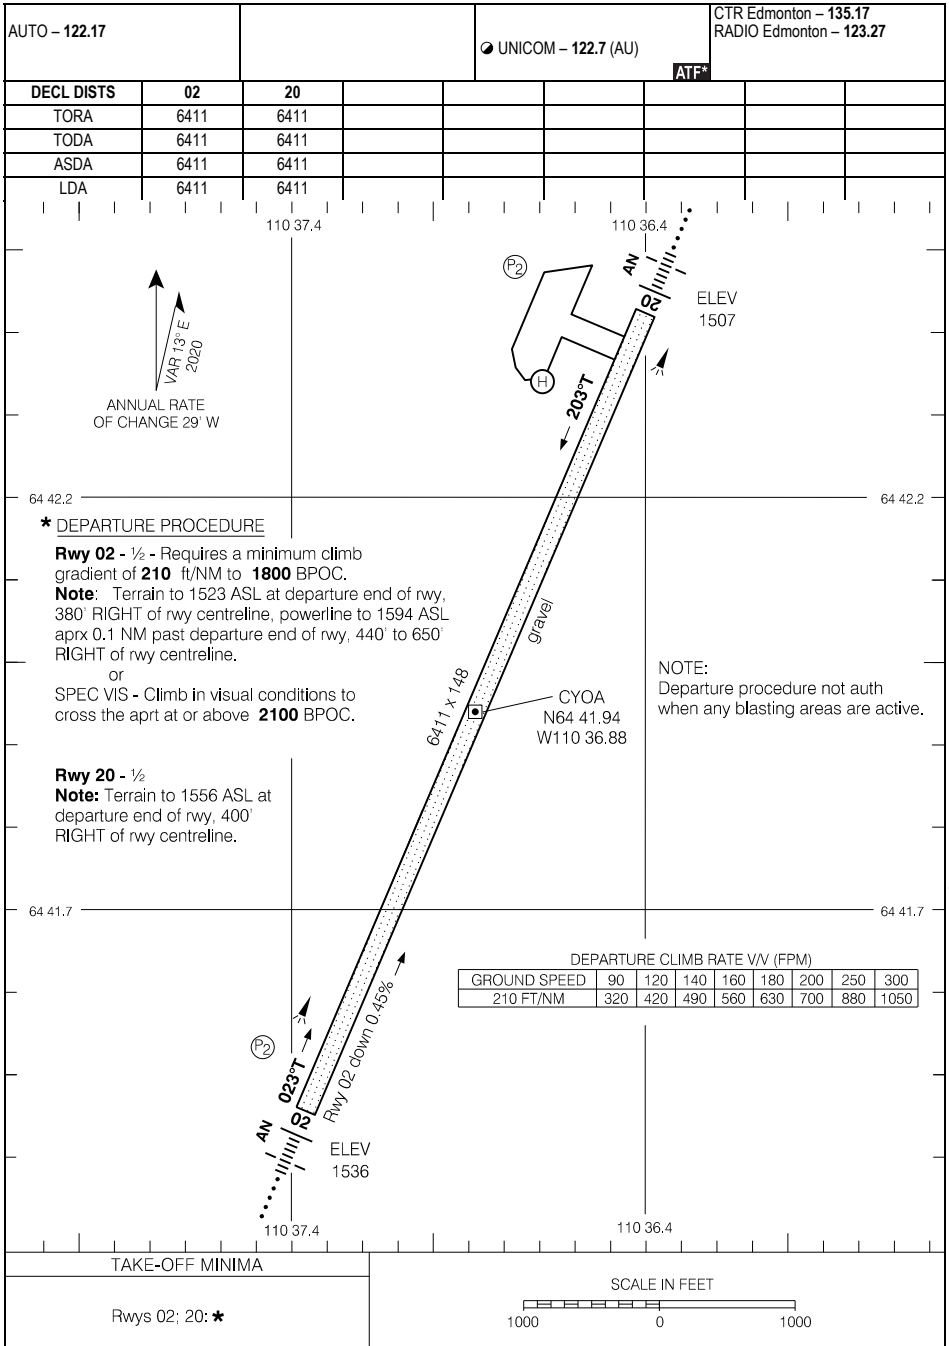 AUTO – 122.17
UNICOM – 122.7 (AU)
ATF*
CTR Edmonton – 135.17
RADIO Edmonton – 123.27
DECL DISTS 02 20
TORA 6411 6411
TODA 6411 6411
ASDA 6411 6411
LDA 6411 6411
110 37.4 110 36.4
P2
AN
20
ELEV
1507
VAR 13° E
2020
ANNUAL RATE
OF CHANGE 29' W
H
203°T
64 42.2 64 42.2
* DEPARTURE PROCEDURE
Rwy 02 - ½ - Requires a minimum climb
gradient of 210 ft/NM to 1800 BPOC.
Note: Terrain to 1523 ASL at departure end of rwy,
380' RIGHT of rwy centreline, powerline to 1594 ASL
aprx 0.1 NM past departure end of rwy, 440' to 650'
RIGHT of rwy centreline.
or
SPEC VIS - Climb in visual conditions to
cross the aprt at or above 2100 BPOC.
Rwy 20 - ½
Note: Terrain to 1556 ASL at
departure end of rwy, 400'
RIGHT of rwy centreline.
gravel
6411 x 148
CYOA
N64 41.94
W110 36.88
NOTE:
Departure procedure not auth
when any blasting areas are active.
64 41.7 64 41.7
DEPARTURE CLIMB RATE V/V (FPM)
GROUND SPEED 90 120 140 160 180 200 250 300
210 FT/NM 320 420 490 560 630 700 880 1050
Rwy 02 down 0.45%
P2
023°T
02
AN
ELEV
1536
110 37.4 110 36.4
TAKE-OFF MINIMA
Rwys 02; 20: *
SCALE IN FEET
1000 0 1000